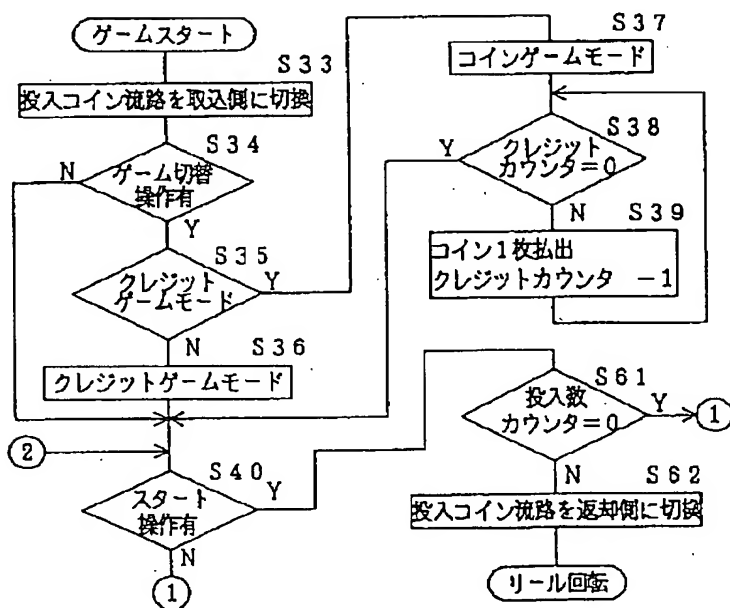 ゲームスタート
S33
投入コイン流路を取込側に切換
S34
N
ゲーム切替
操作有
Y
S35
クレジット
ゲームモード
Y
N
S36
クレジットゲームモード
2
S40
スタート
操作有
Y
N
1
S37
コインゲームモード
S38
Y
クレジット
カウンタ=0
N
S39
コイン1枚払出
クレジットカウンタ -1
S61
投入数
カウンタ=0
Y
1
N
S62
投入コイン流路を返却側に切換
リール回転